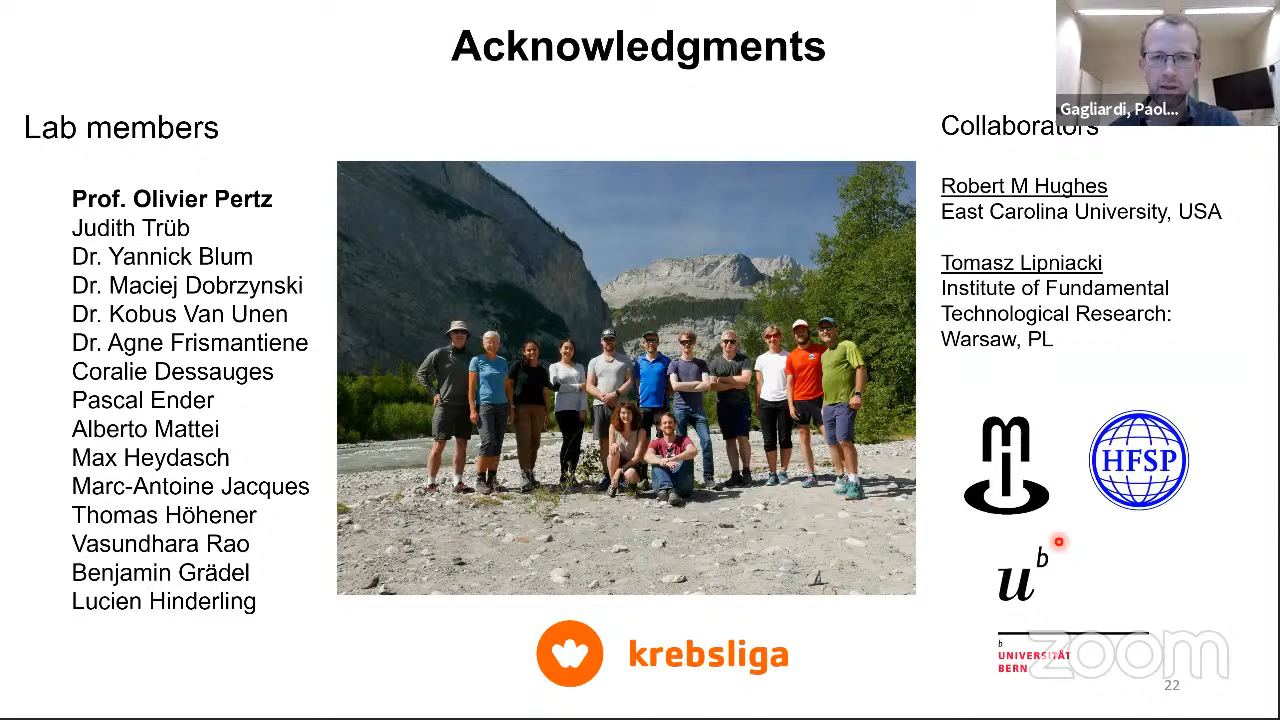 Acknowledgments
Gagliardi, Paol...
Lab members
Prof. Olivier Pertz
Judith Trüb
Dr. Yannick Blum
Dr. Maciej Dobrzynski
Dr. Kobus Van Unen
Dr. Agne Frismantiene
Coralie Dessauges
Pascal Ender
Alberto Mattei
Max Heydasch
Marc-Antoine Jacques
Thomas Höhener
Vasundhara Rao
Benjamin Grädel
Lucien Hinderling
Collaborators
Robert M Hughes
East Carolina University, USA
Tomasz Lipniacki
Institute of Fundamental
Technological Research:
Warsaw, PL
HFSP
u b
b
UNIVERSITÄT
BERN
krebsliga
zoom
22